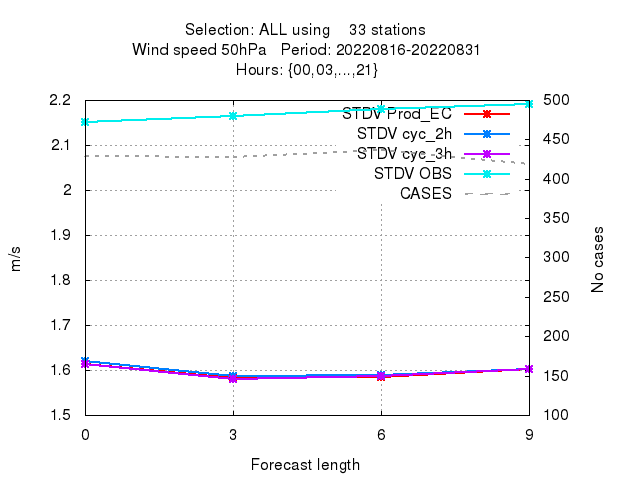 Selection: ALL using 33 stations
Wind speed 50hPa Period: 20220816-20220831
Hours: {00,03,...,21}
2.2
2.1
2
1.9
1.8
1.7
1.6
1.5
m/s
STDV Prod_EC
STDV cyc_2h
STDV cyc_3h
STDV OBS
CASES
500
450
400
350
300
250
200
150
100
No cases
0 3 6 9
Forecast length